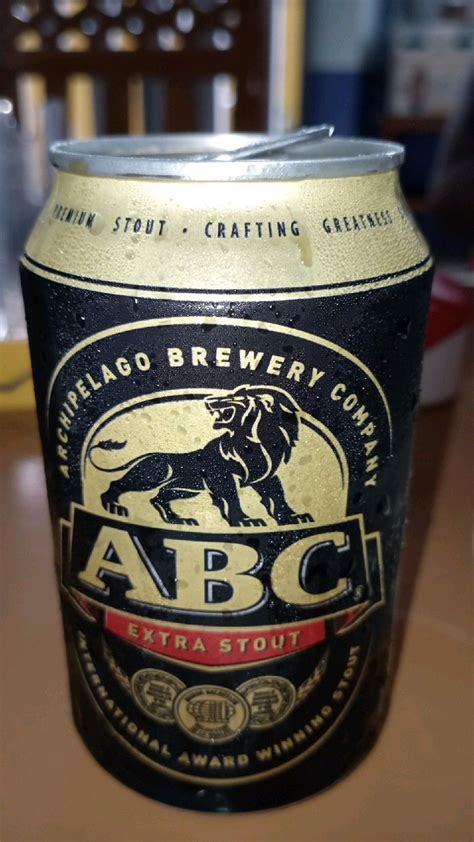 PREMIUM STOUT • CRAFTING GREATNESS
ARCHIPELAGO BREWERY COMPANY
ABC
EXTRA STOUT
INTERNATIONAL AWARD WINNING STOUT